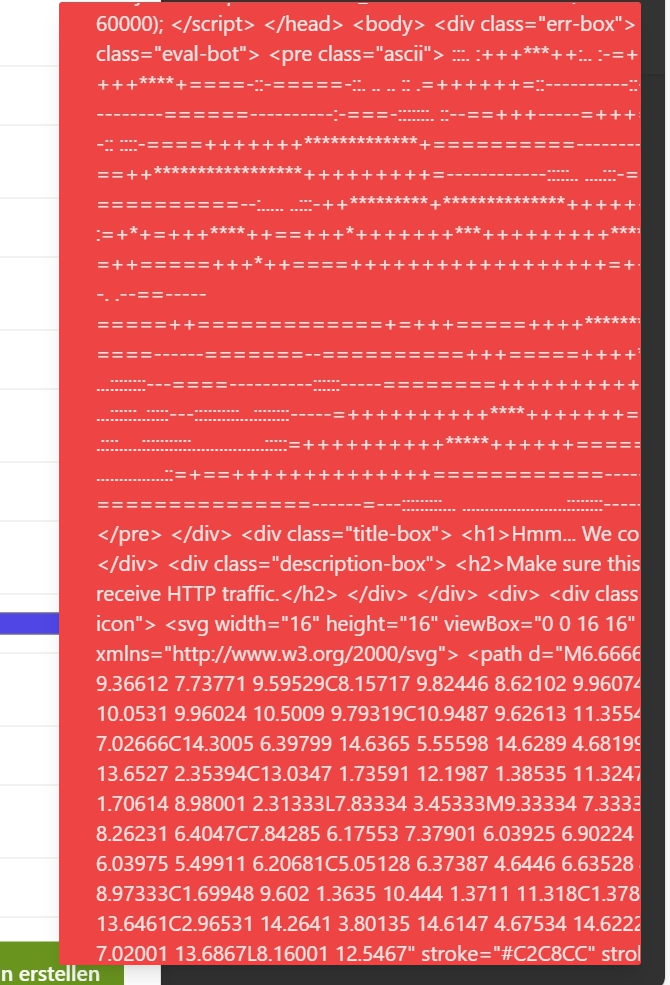 60000); </script> </head> <body> <div class="err-box">
class="eval-bot"> <pre class="ascii"> :::. :+++***++:.. :-=+
+++****+====-::-=====-::. .. .. :: .=++++++=::----------::
--------======----------:-===-:::::::. ::--==+++-----=+++
-:: ::::-====+++++++*************+==========--------
==++*****************+++++++++=------------:::::.. ....:::-=
==========--:..... ..:::-++*********+**************+++++
:=+*+=+++****++==+++*+++++++***+++++++++****
=++=====+++*++====+++++++++++++++++=+
-. .--==-----
=====++=============+=+++=====++++******
====------=======--==========+++=====++++*
...:::::::::---====----------::::::-----========++++++++++
</pre> </div> <div class="title-box"> <h1>Hmm... We co
</div> <div class="description-box"> <h2>Make sure this
receive HTTP traffic.</h2> </div> </div> <div> <div class
icon"> <svg width="16" height="16" viewBox="0 0 16 16"
xmlns="http://www.w3.org/2000/svg"> <path d="M6.6666
9.36612 7.73771 9.59529C8.15717 9.82446 8.62102 9.96074
10.0531 9.96024 10.5009 9.79319C10.9487 9.62613 11.3554
7.02666C14.3005 6.39799 14.6365 5.55598 14.6289 4.68199
13.6527 2.35394C13.0347 1.73591 12.1987 1.38535 11.3247
1.70614 8.98001 2.31333L7.83334 3.45333M9.33334 7.3333
8.26231 6.4047C7.84285 6.17553 7.37901 6.03925 6.90224
6.03975 5.49911 6.20681C5.05128 6.37387 4.6446 6.63528
8.97333C1.69948 9.602 1.3635 10.444 1.3711 11.318C1.378
13.6461C2.96531 14.2641 3.80135 14.6147 4.67534 14.6222
7.02001 13.6867L8.16001 12.5467" stroke="#C2C8CC" strol
n erstellen